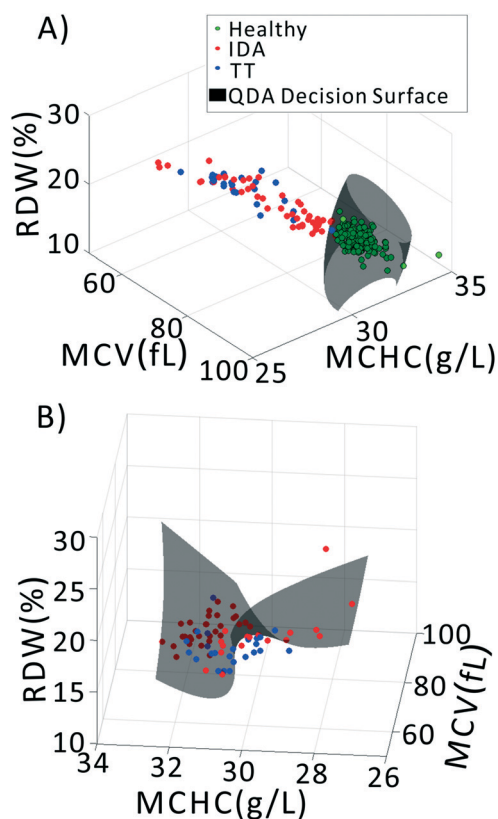 A)
Healthy
IDA
TT
QDA Decision Surface
RDW(%)
30
20
10
60
80
100
MCV(fL)
25
30
35
MCHC(g/L)
B)
RDW(%)
30
25
20
15
10
34
32
30
28
26
MCHC(g/L)
100
80
60
MCV(fL)